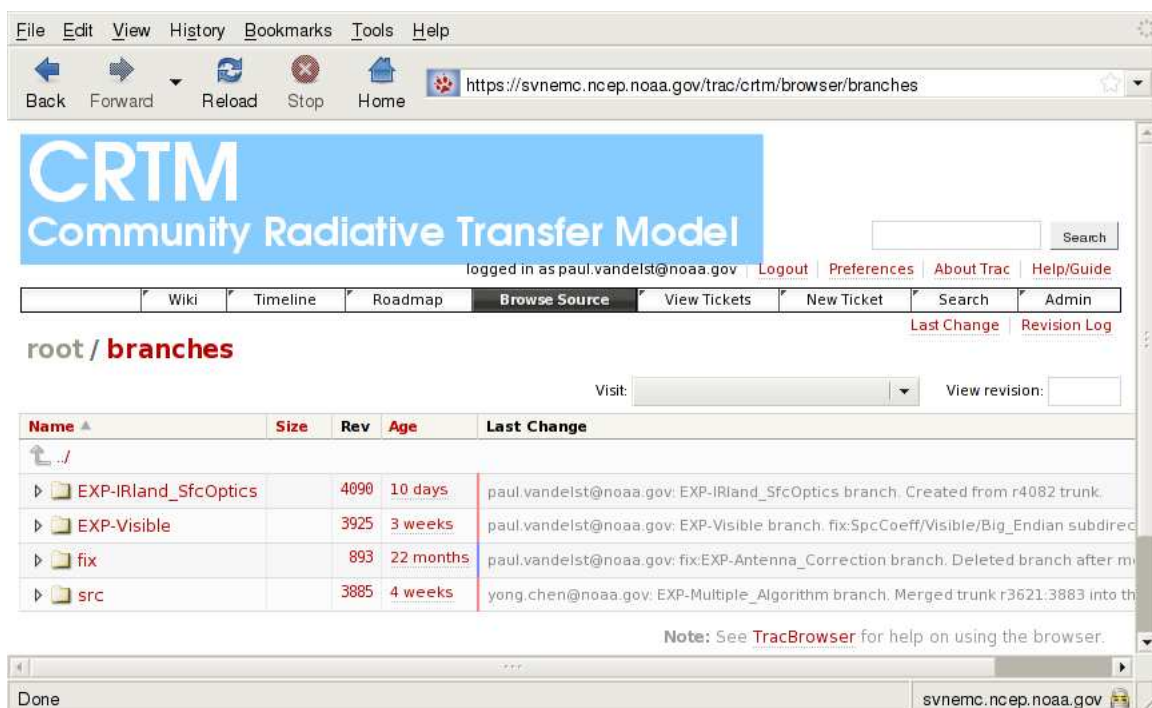 File Edit View History Bookmarks Tools Help
Back Forward Reload Stop Home https://svnemc.ncep.noaa.gov/trac/crtm/browser/branches
CRTM
Community Radiative Transfer Model
Search
logged in as paul.vandelst@noaa.gov Logout Preferences About Trac Help/Guide
Wiki Timeline Roadmap Browse Source View Tickets New Ticket Search Admin
Last Change Revision Log
root / branches
Visit: View revision:
Name Size Rev Age Last Change
../
EXP-IRland_SfcOptics 4090 10 days paul.vandelst@noaa.gov: EXP-IRland_SfcOptics branch. Created from r4082 trunk.
EXP-Visible 3925 3 weeks paul.vandelst@noaa.gov: EXP-Visible branch. fix:SpcCoeff/Visible/Big_Endian subdirec
fix 893 22 months paul.vandelst@noaa.gov: fix:EXP-Antenna_Correction branch. Deleted branch after m
src 3885 4 weeks yong.chen@noaa.gov: EXP-Multiple_Algorithm branch. Merged trunk r3621:3883 into th
Note: See TracBrowser for help on using the browser.
Done svnemc.ncep.noaa.gov